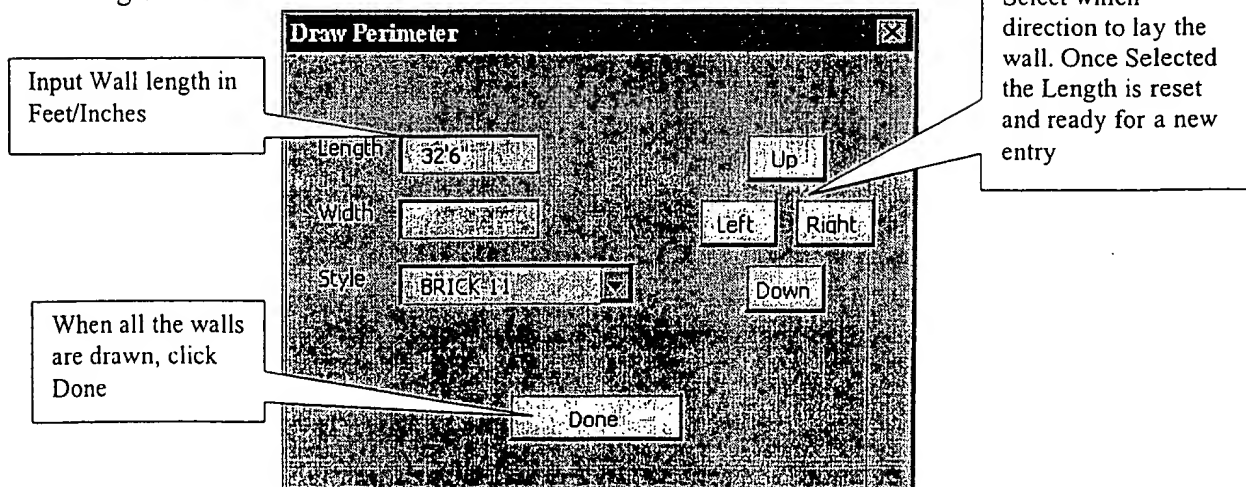 Select which
direction to lay the
wall. Once Selected
the Length is reset
and ready for a new
entry
Draw Perimeter
Input Wall length in
Feet/Inches
Length 32'6"
Up
Width
Left Right
Style BRICK-11
Down
When all the walls
are drawn, click
Done
Done